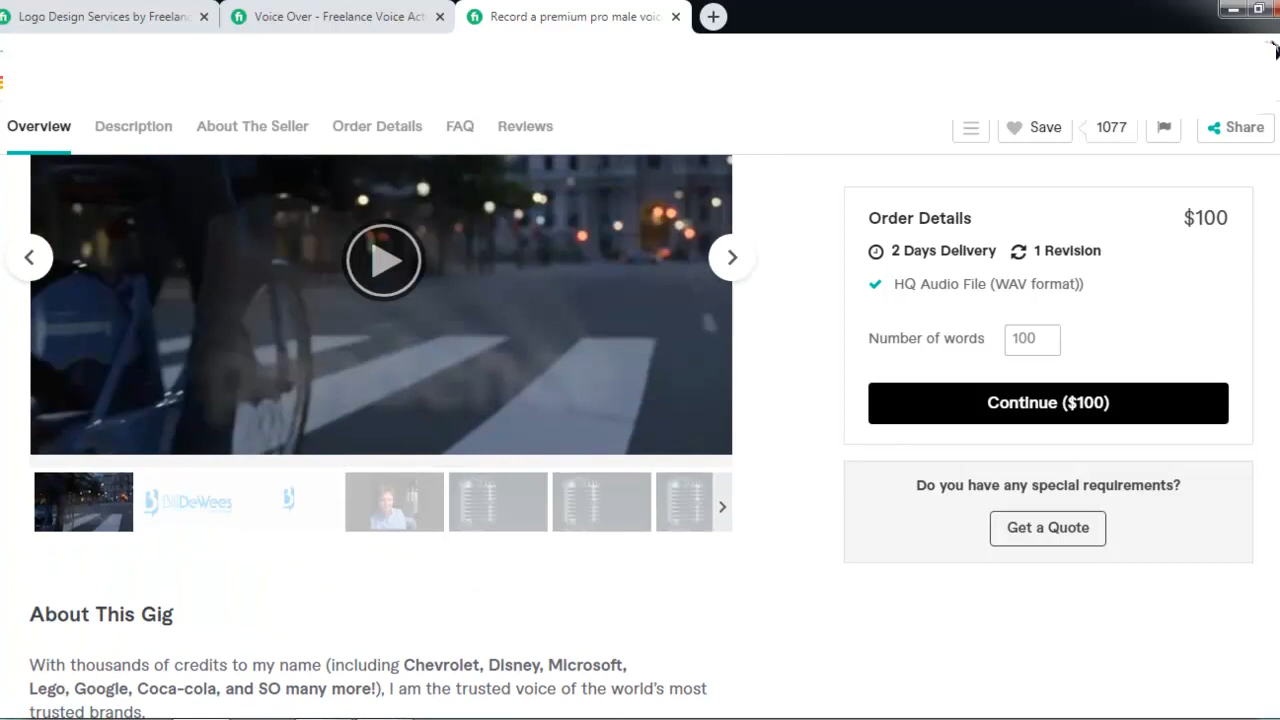 Logo Design Services by Freelanc
Voice Over - Freelance Voice Act
Record a premium pro male voic
Overview
Description
About The Seller
Order Details
FAQ
Reviews
Save
1077
Share
Order Details
$100
2 Days Delivery
1 Revision
HQ Audio File (WAV format))
Number of words
100
Continue ($100)
BillDeWees
Do you have any special requirements?
Get a Quote
About This Gig
With thousands of credits to my name (including Chevrolet, Disney, Microsoft,
Lego, Google, Coca-cola, and SO many more!), I am the trusted voice of the world's most
trusted brands.